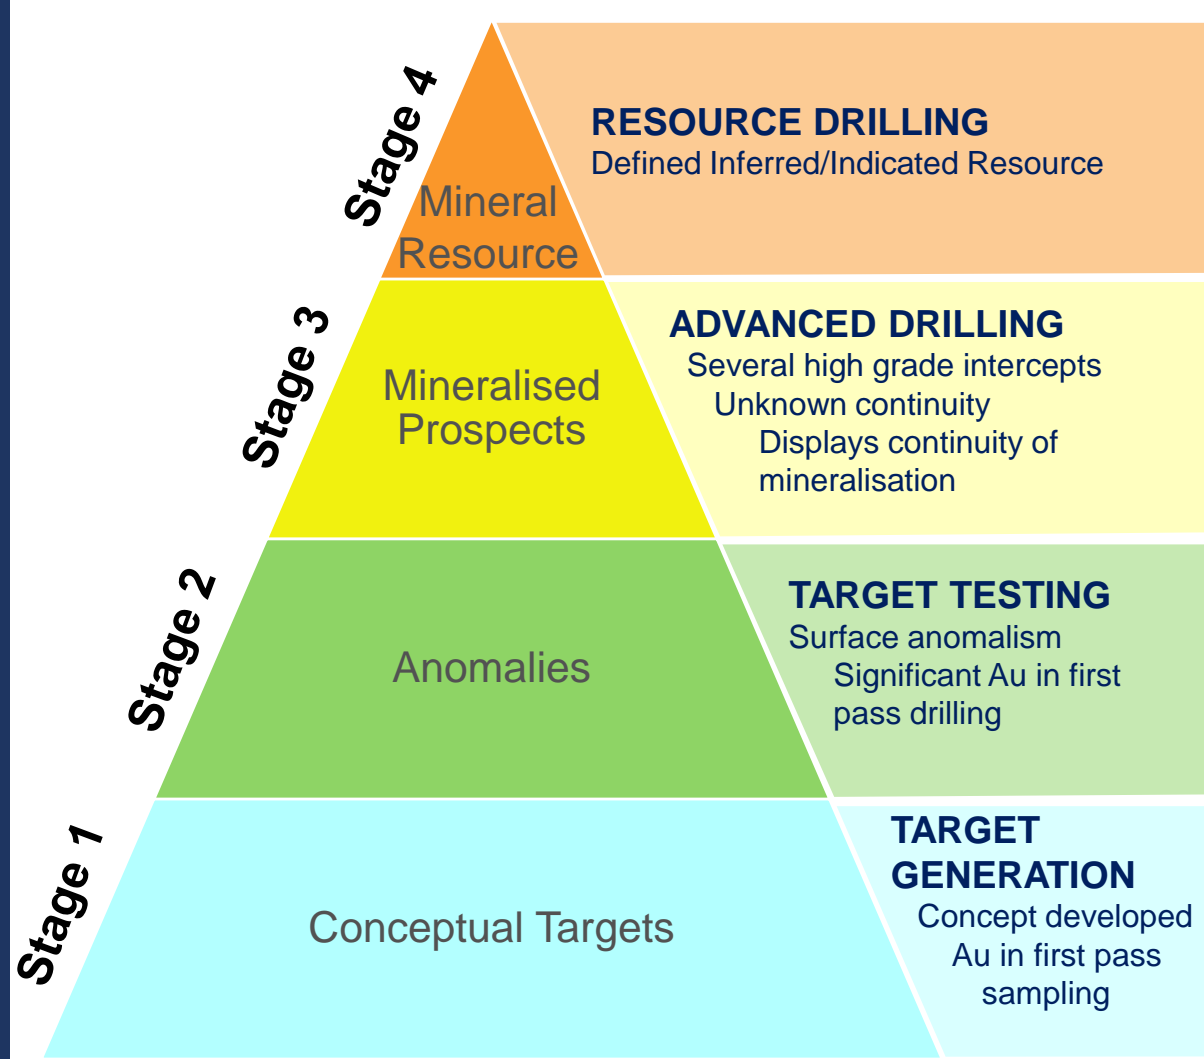 Stage 4
Mineral
Resource
RESOURCE DRILLING
Defined Inferred/Indicated Resource
Stage 3
Mineralised
Prospects
ADVANCED DRILLING
Several high grade intercepts
Unknown continuity
Displays continuity of
mineralisation
Stage 2
Anomalies
TARGET TESTING
Surface anomalism
Significant Au in first
pass drilling
Stage 1
Conceptual Targets
TARGET
GENERATION
Concept developed
Au in first pass
sampling